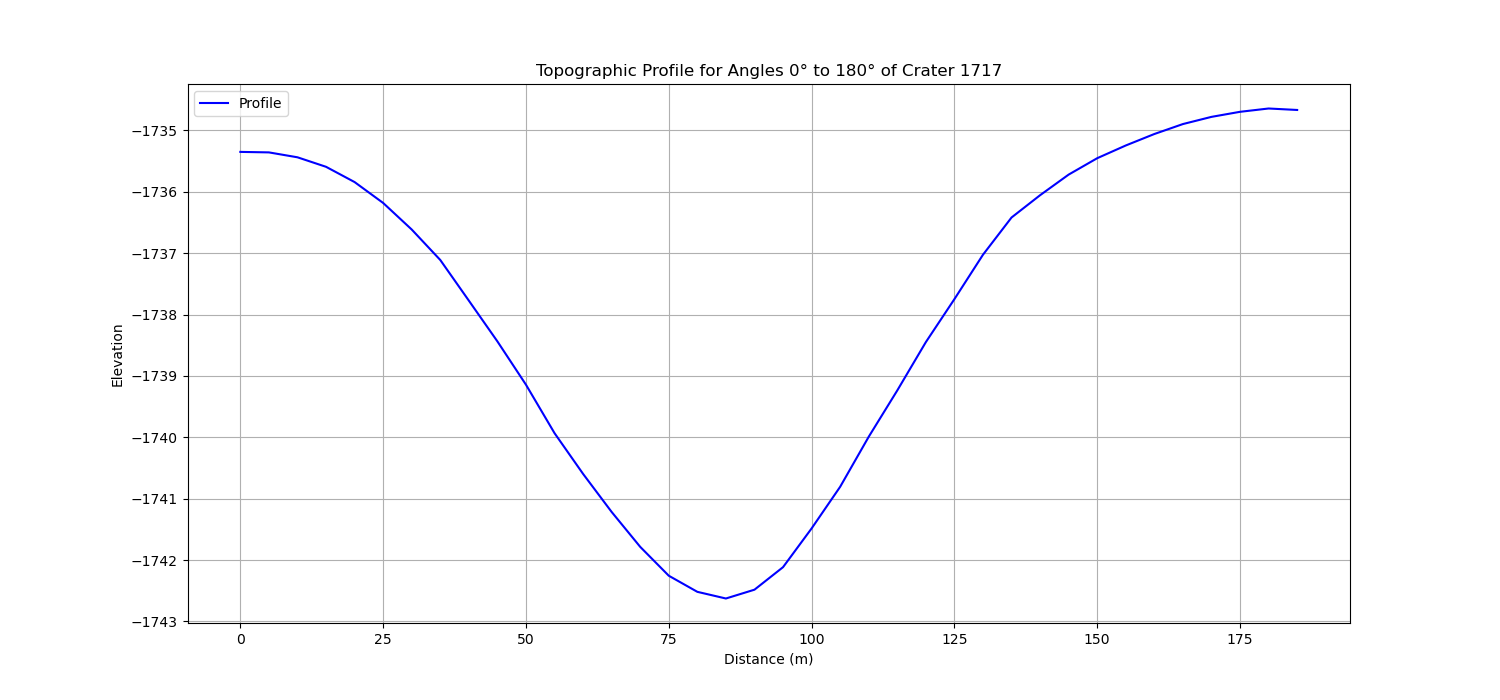 Topographic Profile for Angles 0° to 180° of Crater 1717
Profile
−1735
−1736
−1737
−1738
−1739
−1740
−1741
−1742
−1743
Elevation
0 25 50 75 100 125 150 175
Distance (m)